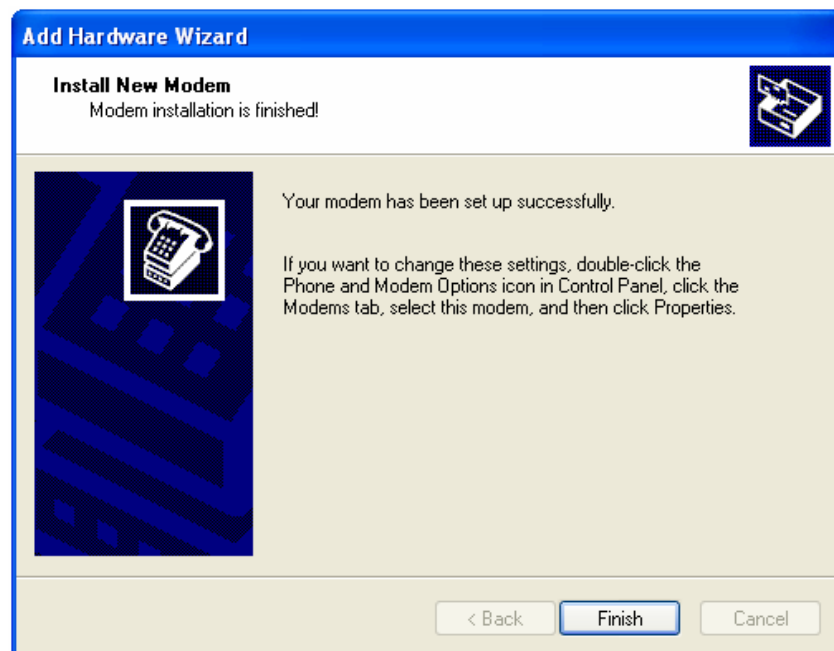 Add Hardware Wizard
Install New Modem
Modem installation is finished!
Your modem has been set up successfully.
If you want to change these settings, double-click the
Phone and Modem Options icon in Control Panel, click the
Modems tab, select this modem, and then click Properties.
< Back
Finish
Cancel